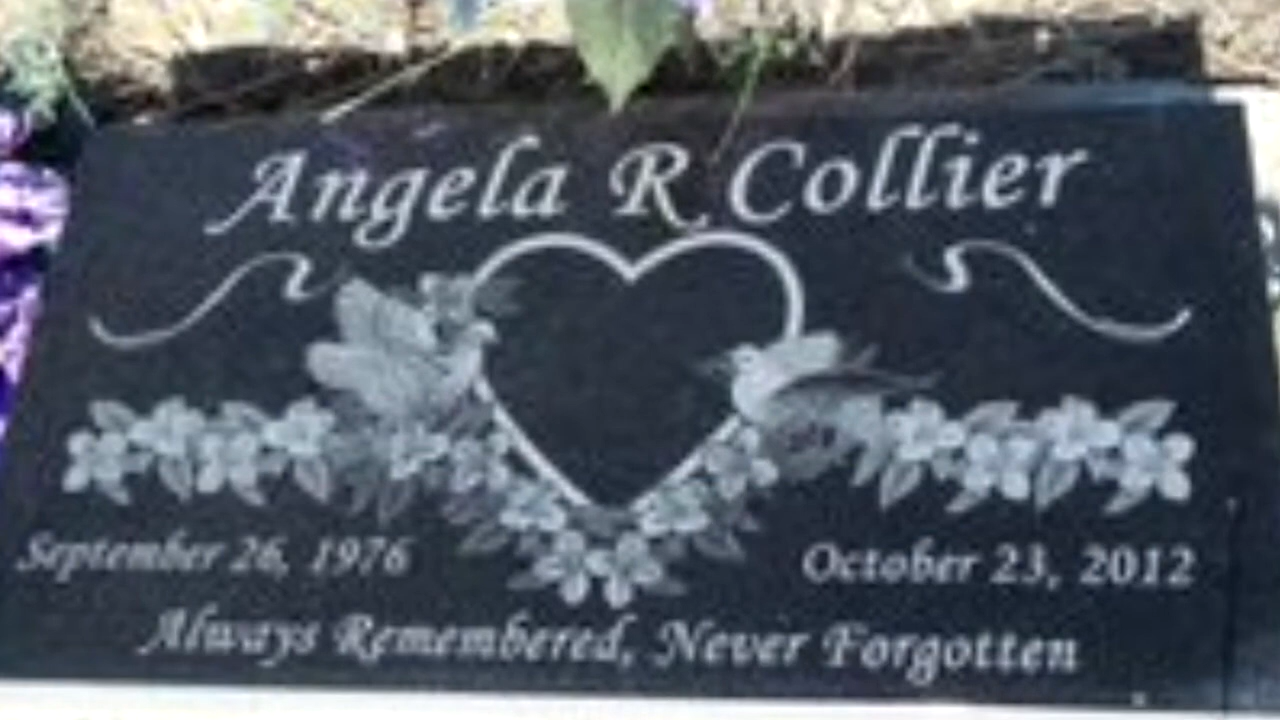 Angela R Collier
September 26, 1976
October 23, 2012
Always Remembered, Never Forgotten